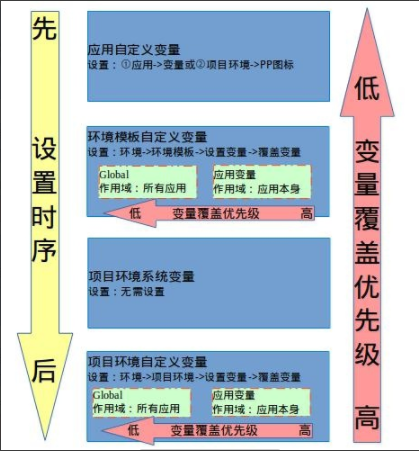 先
设置时序
后
应用自定义变量
设置：①应用->变量或②项目环境->PP图标
环境模板自定义变量
设置：环境->环境模板->设置变量->覆盖变量
Global
作用域：所有应用
应用变量
作用域：应用本身
低 变量覆盖优先级 高
项目环境系统变量
设置：无需设置
项目环境自定义变量
设置：环境->项目环境->设置变量->覆盖变量
Global
作用域：所有应用
应用变量
作用域：应用本身
低 变量覆盖优先级 高
低
变量覆盖优先级
高